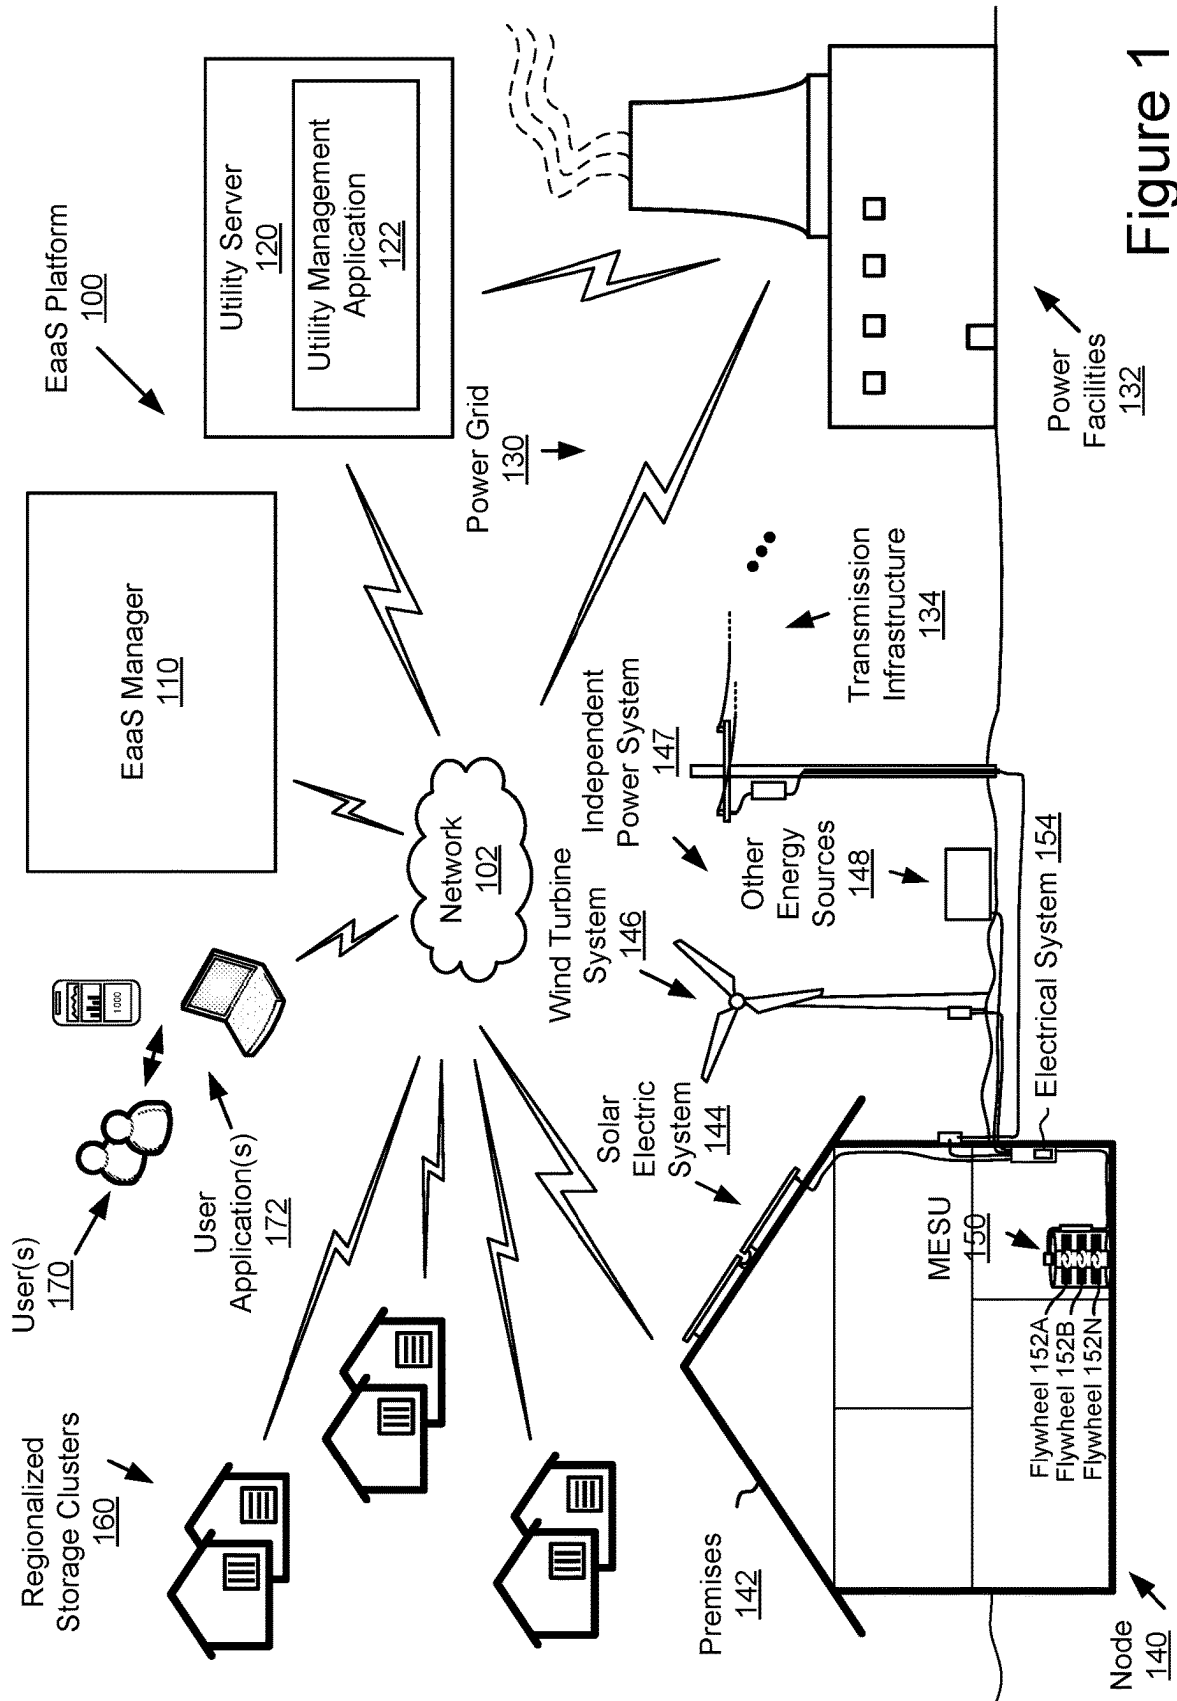 EaaS Platform
100
Regionalized
Storage Clusters
160
User(s)
170
User
Application(s)
172
1000
EaaS Manager
110
Utility Server
120
Utility Management
Application
122
Network
102
Power Grid
130
Solar
Electric
System
144
Wind Turbine
System
146
Independent
Power System
147
Other
Energy
Sources
148
Transmission
Infrastructure
134
Premises
142
MESU
150
Electrical System 154
Flywheel 152A
Flywheel 152B
Flywheel 152N
Power
Facilities
132
Node
140
Figure 1